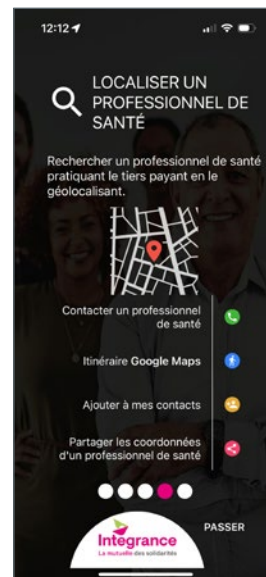 12:12
LOCALISER UN
PROFESSIONNEL DE
SANTÉ
Rechercher un professionnel de santé
pratiquant le tiers payant en le
géolocalisant.
Contacter un professionnel
de santé
Itinéraire Google Maps
Ajouter à mes contacts
Partager les coordonnées
d'un professionnel de santé
PASSER
Intégrance
La mutuelle des solidarités